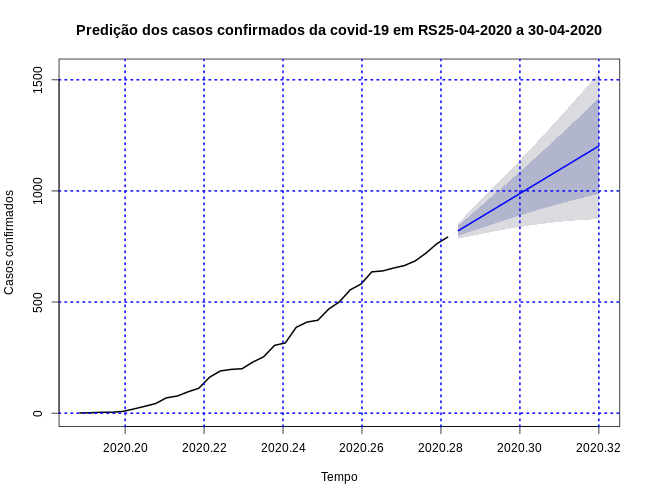 Predição dos casos confirmados da covid-19 em RS25-04-2020 a 30-04-2020
Casos confirmados
1500
1000
500
0
2020.20 2020.22 2020.24 2020.26 2020.28 2020.30 2020.32
Tempo